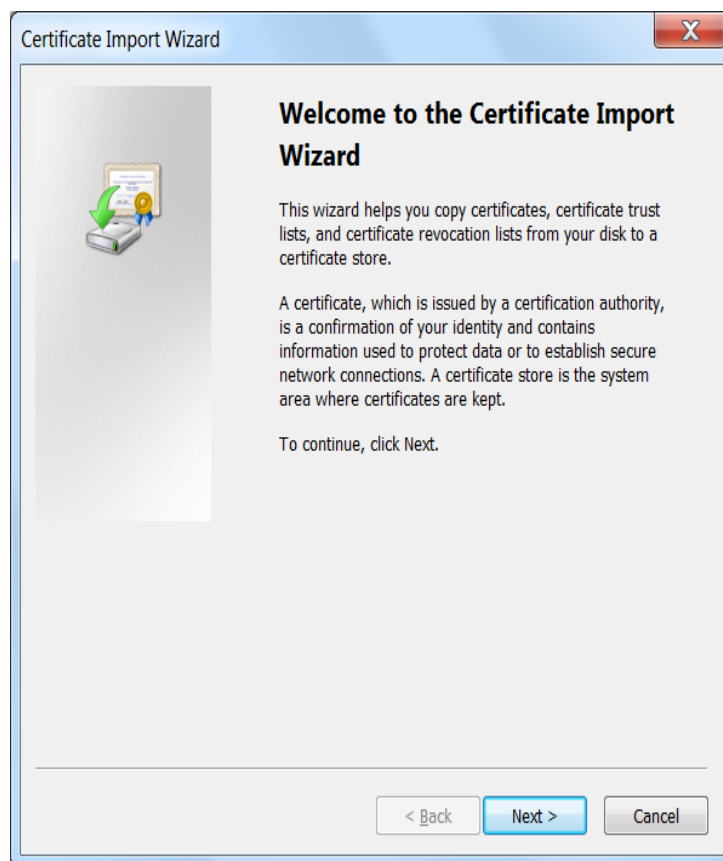 Certificate Import Wizard
X
Welcome to the Certificate Import
Wizard
This wizard helps you copy certificates, certificate trust
lists, and certificate revocation lists from your disk to a
certificate store.
A certificate, which is issued by a certification authority,
is a confirmation of your identity and contains
information used to protect data or to establish secure
network connections. A certificate store is the system
area where certificates are kept.
To continue, click Next.
< Back Next > Cancel